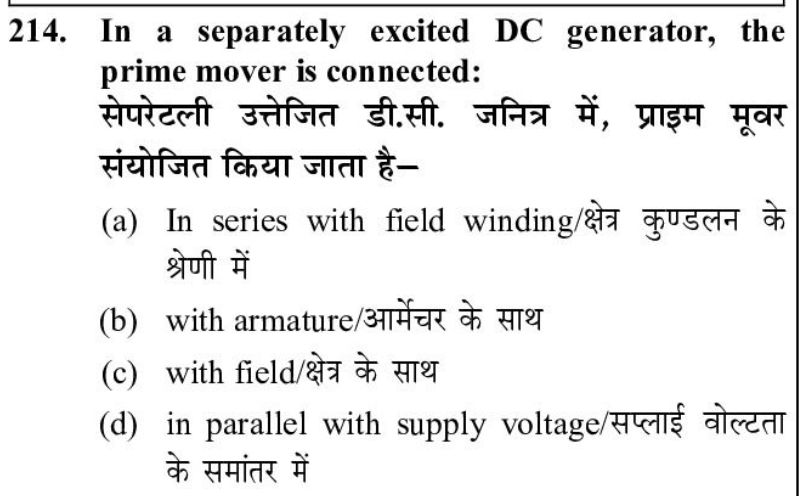 214. In a separately excited DC generator, the
prime mover is connected:
सेपरेटली उत्तेजित डी.सी. जनित्र में, प्राइम मूवर
संयोजित किया जाता है–
(a) In series with field winding/क्षेत्र कुण्डलन के
श्रेणी में
(b) with armature/आर्मेचर के साथ
(c) with field/क्षेत्र के साथ
(d) in parallel with supply voltage/सप्लाई वोल्टता
के समांतर में